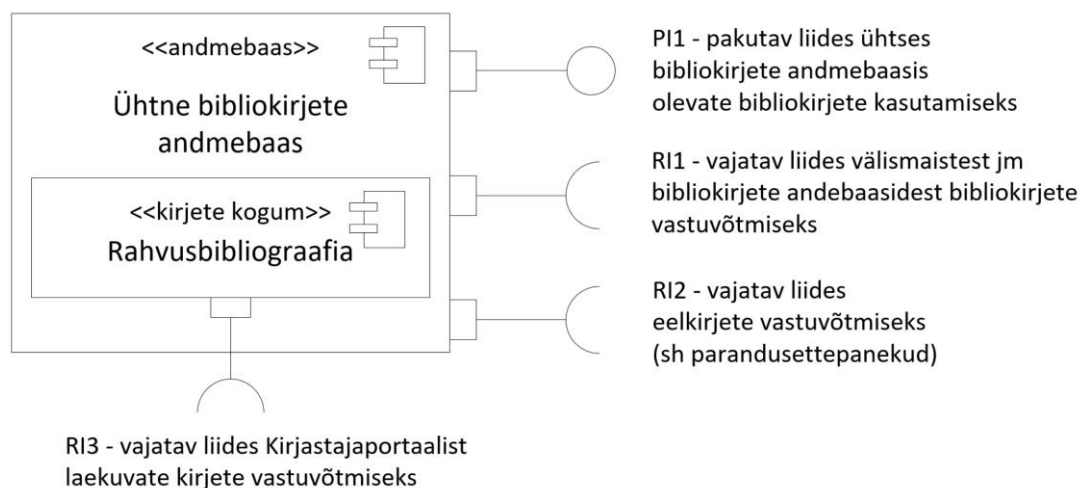 <<andmebaas>>
Ühtne bibliokirjete
andmebaas
<<kirjete kogum>>
Rahvusbibliograafia
PI1 - pakutav liides ühtses
bibliokirjete andmebaasis
olevate bibliokirjete kasutamiseks
RI1 - vajatav liides välismaistest jm
bibliokirjete andebaasidest bibliokirjete
vastuvõtmiseks
RI2 - vajatav liides
eelkirjete vastuvõtmiseks
(sh parandusettepanekud)
RI3 - vajatav liides Kirjastajaportaalist
laekuvate kirjete vastuvõtmiseks